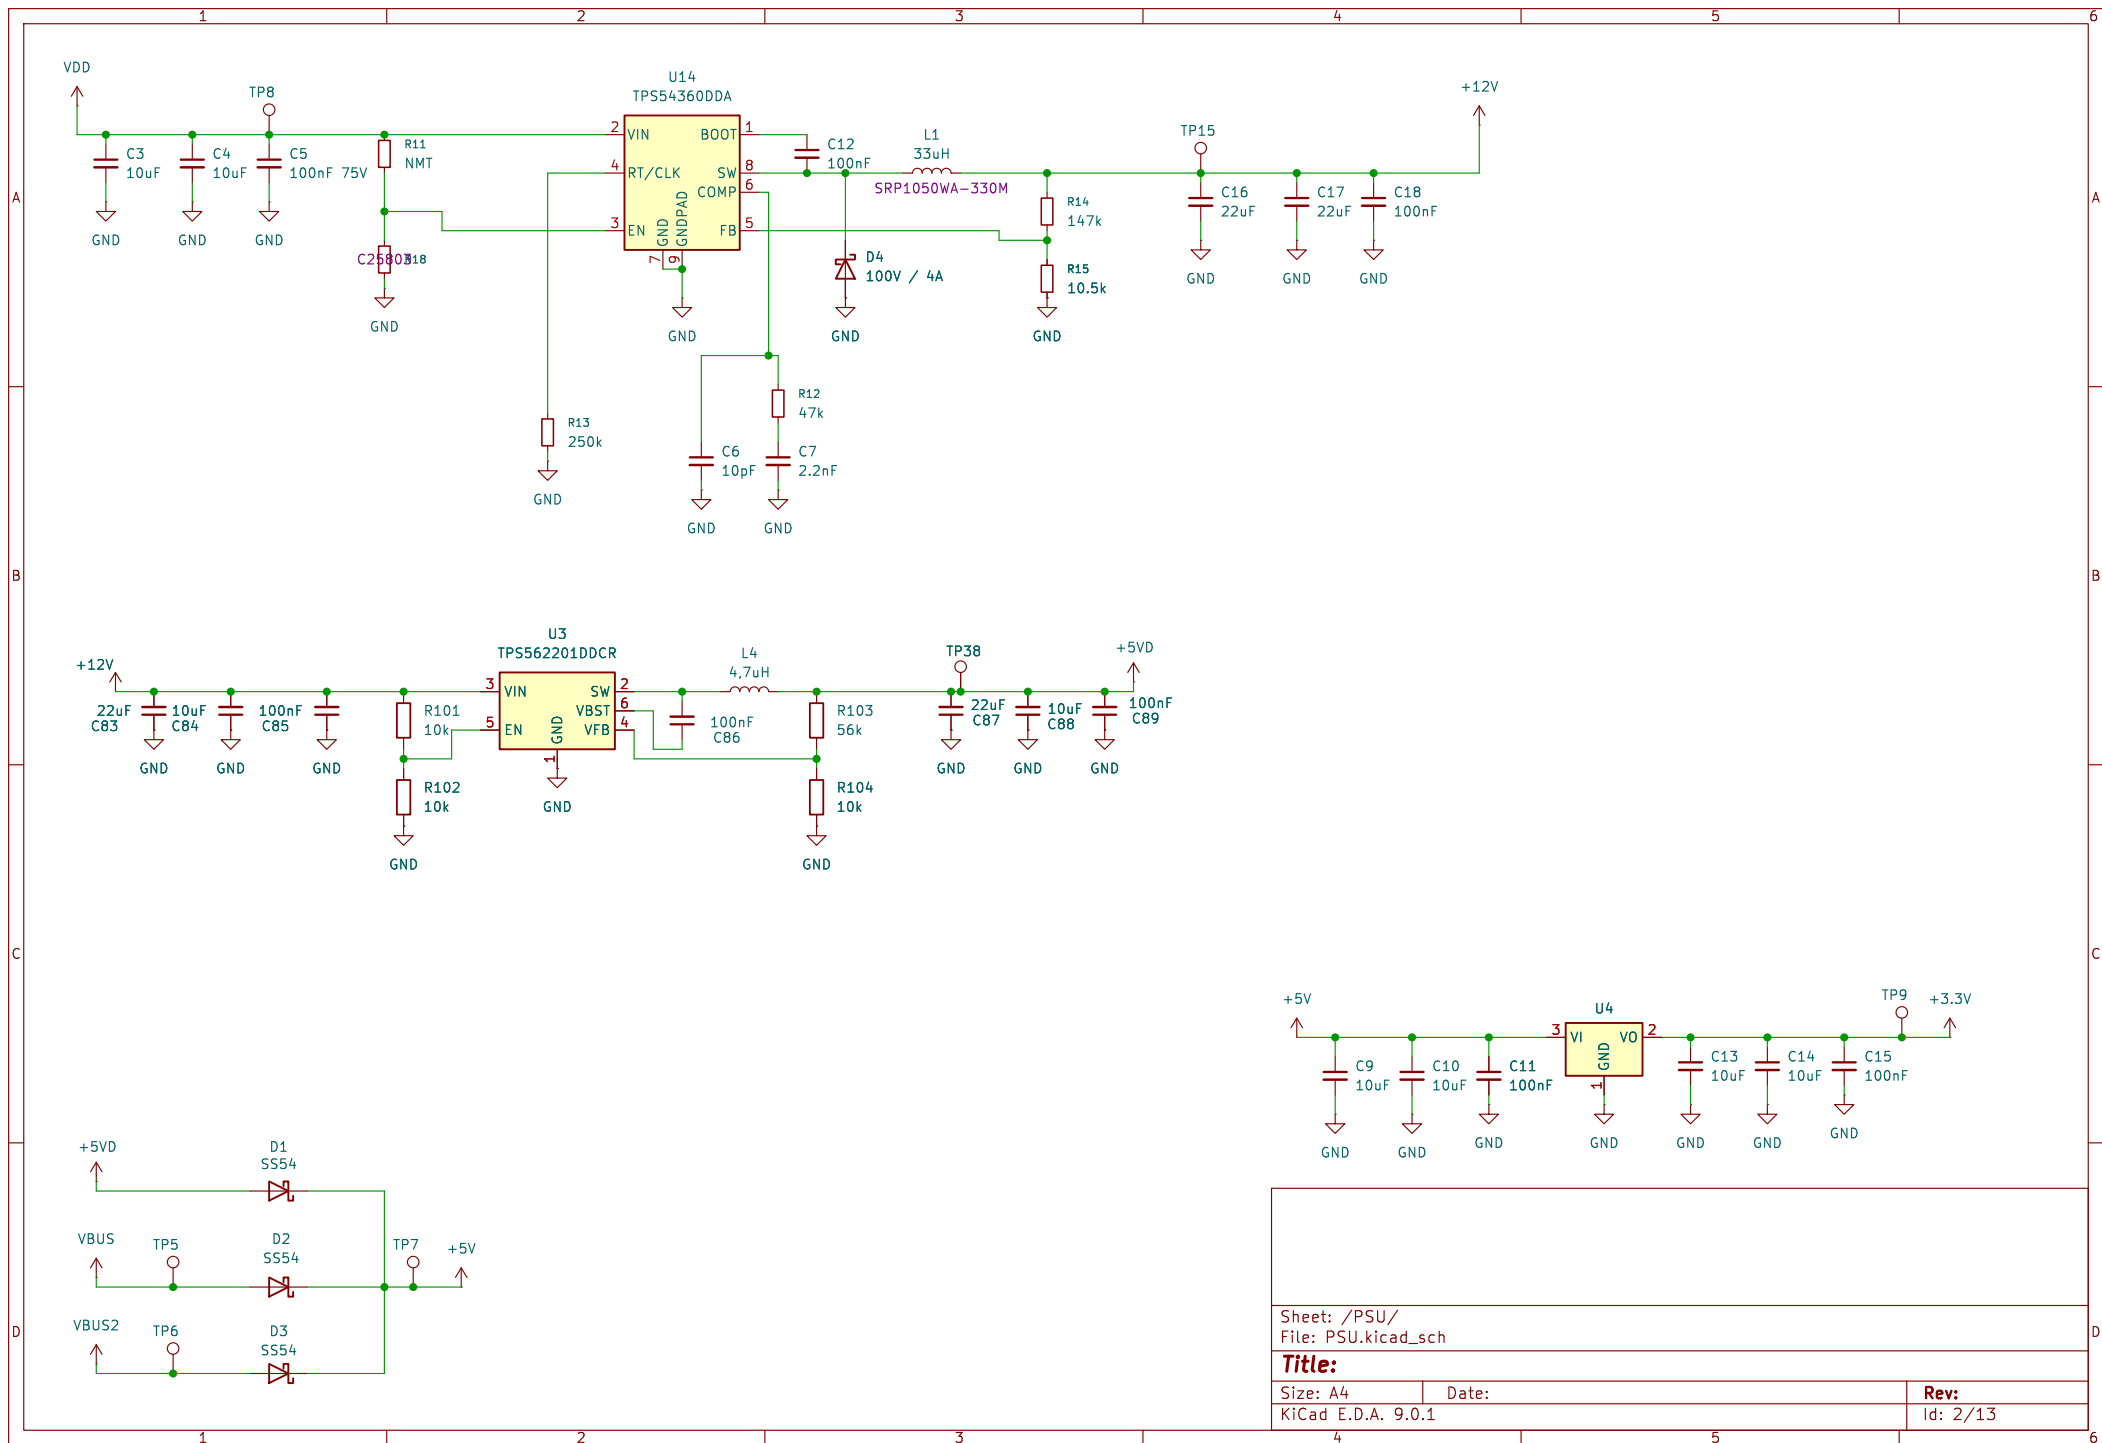 1 2 3 4 5 6
A
B
C
D
A
B
C
D
1 2 3 4 5 6
VDD
TP8
C3
10uF
GND
C4
10uF
GND
C5
100nF 75V
GND
R11
NMT
C25803
R18
GND
U14
TPS54360DDA
2 VIN
4 RT/CLK
3 EN
BOOT 1
SW 8
COMP 6
FB 5
GND 7
GNDPAD 9
GND
R13
250k
GND
C12
100nF
L1
33uH
SRP1050WA-330M
D4
100V / 4A
GND
R14
147k
R15
10.5k
GND
TP15
C16
22uF
GND
C17
22uF
GND
C18
100nF
GND
+12V
R12
47k
C6
10pF
GND
C7
2.2nF
GND
+12V
22uF
C83
GND
10uF
C84
GND
100nF
C85
GND
R101
10k
R102
10k
GND
U3
TPS562201DDCR
3 VIN
5 EN
SW 2
VBST 6
VFB 4
GND 1
GND
L4
4,7uH
100nF
C86
R103
56k
R104
10k
GND
TP38
22uF
C87
GND
10uF
C88
GND
100nF
C89
GND
+5VD
+5V
C9
10uF
GND
C10
10uF
GND
C11
100nF
GND
U4
3 VI
VO 2
GND 1
GND
C13
10uF
GND
C14
10uF
GND
C15
100nF
GND
TP9
+3.3V
+5VD
D1
SS54
VBUS
TP5
D2
SS54
TP7
+5V
VBUS2
TP6
D3
SS54
Sheet: /PSU/
File: PSU.kicad_sch
Title:
Size: A4 Date: Rev:
KiCad E.D.A. 9.0.1 Id: 2/13